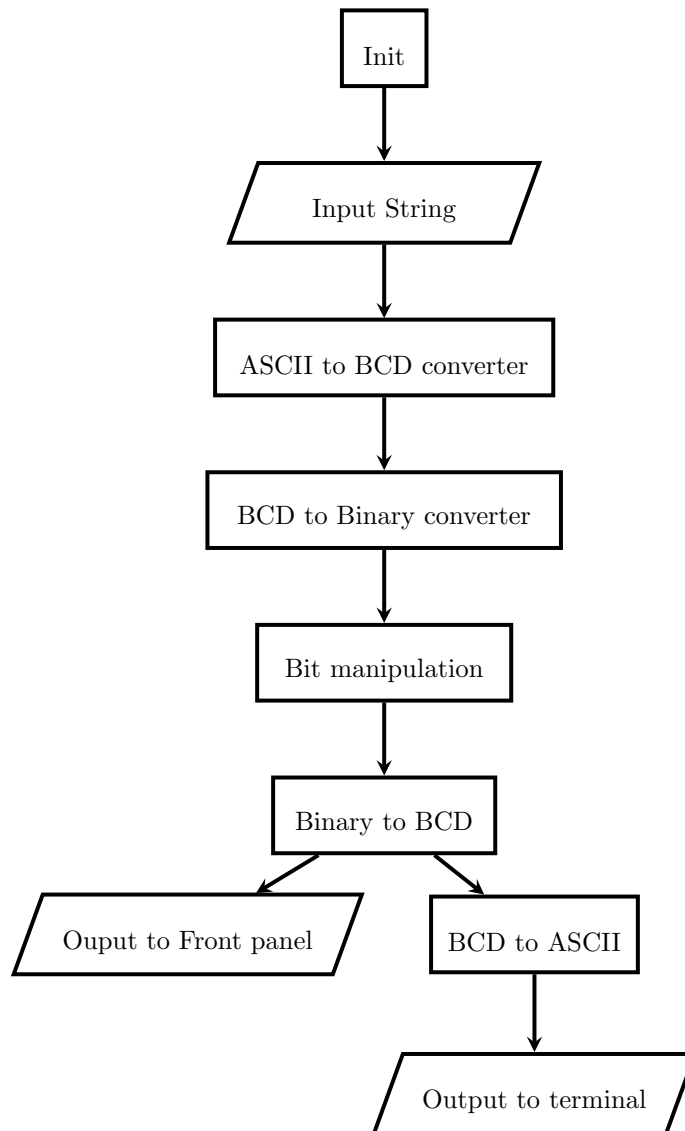 Init
Input String
ASCII to BCD converter
BCD to Binary converter
Bit manipulation
Binary to BCD
Ouput to Front panel
BCD to ASCII
Output to terminal